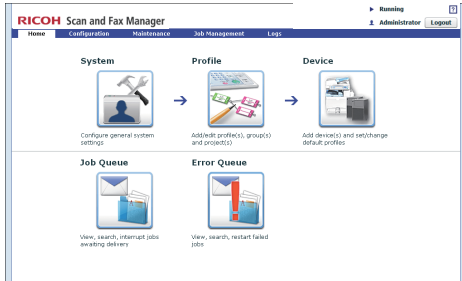 Running ?
RICOH Scan and Fax Manager
Administrator Logout
Home Configuration Maintenance Job Management Logs
System Profile Device
Configure general system settings
Add/edit profile(s), group(s) and project(s)
Add device(s) and set/change default profiles
Job Queue Error Queue
View, search, interrupt jobs awaiting delivery
View, search, restart failed jobs